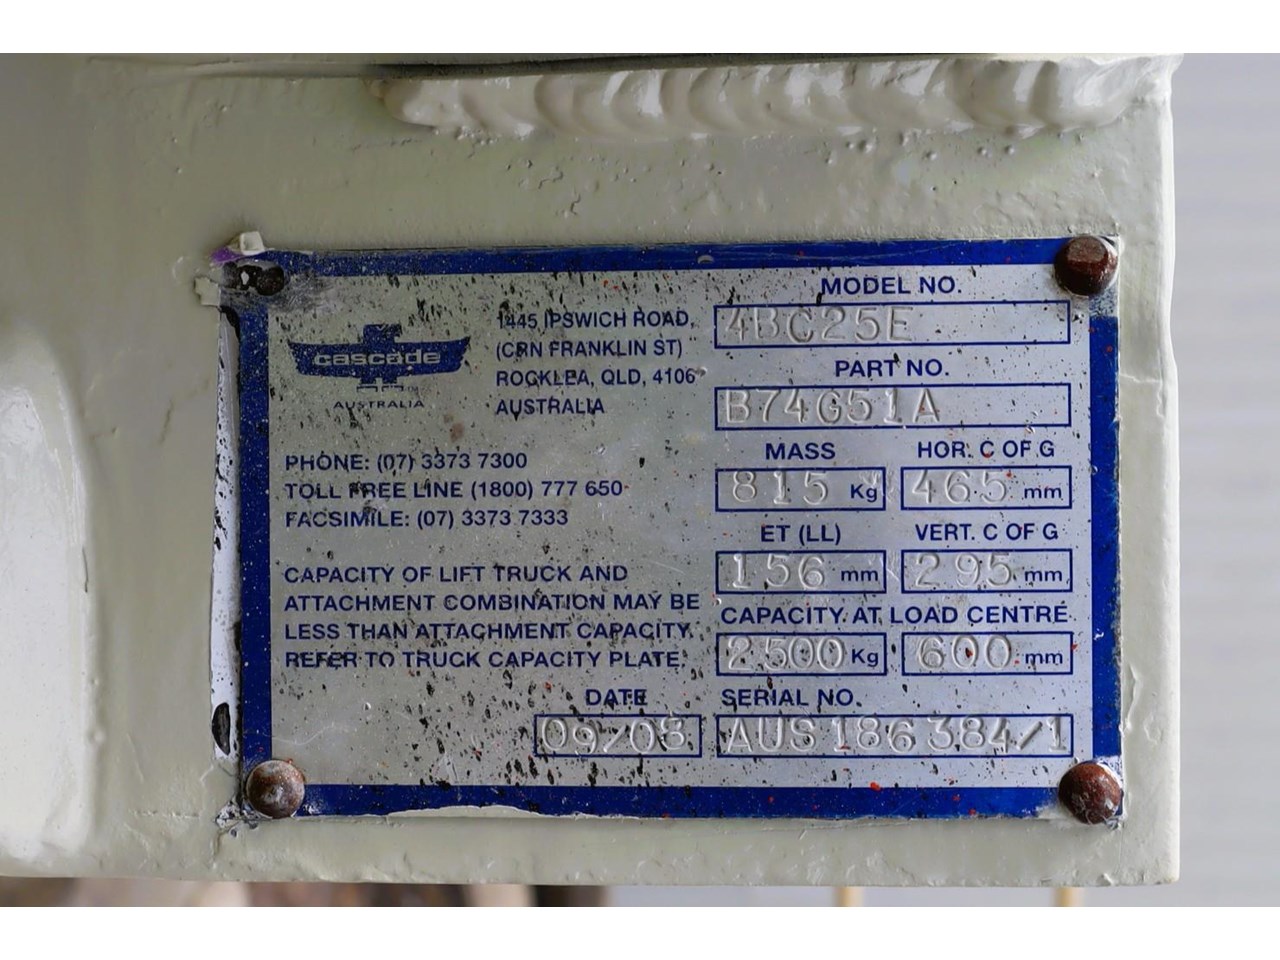 cascade
AUSTRALIA
1445 IPSWICH ROAD,
(CRN FRANKLIN ST)
ROCKLEA, QLD, 4106
AUSTRALIA
PHONE: (07) 3373 7300
TOLL FREE LINE (1800) 777 650
FACSIMILE: (07) 3373 7333
CAPACITY OF LIFT TRUCK AND
ATTACHMENT COMBINATION MAY BE
LESS THAN ATTACHMENT CAPACITY.
REFER TO TRUCK CAPACITY PLATE.
MODEL NO.
4BC25E
PART NO.
B74G51A
MASS HOR. C OF G
815 Kg 465 mm
ET (LL) VERT. C OF G
156 mm 295 mm
CAPACITY AT LOAD CENTRE
2500 Kg 600 mm
DATE SERIAL NO.
09/08 AUS186384/1